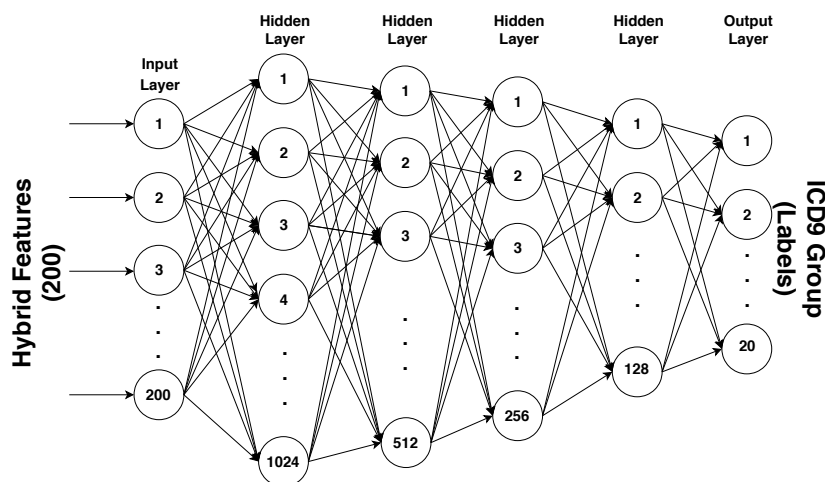 Hidden
Layer
Hidden
Layer
Hidden
Layer
Hidden
Layer
Output
Layer
Input
Layer
Hybrid Features
(200)
1
2
3
.
.
.
200
1
2
3
4
.
.
.
1024
1
2
3
.
.
.
512
1
2
3
.
.
.
256
1
2
.
.
.
128
1
2
.
.
.
20
ICD9 Group
(Labels)